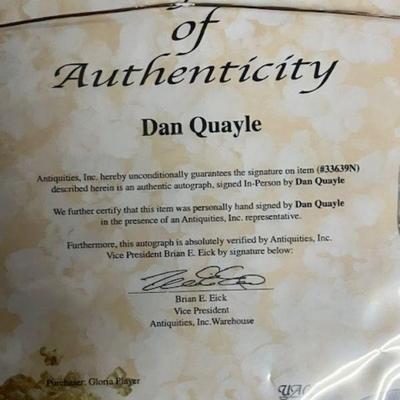 of
Authenticity
Dan Quayle
Antiquities, Inc. hereby unconditionally guarantees the signature on item (#33639N)
described herein is an authentic autograph, signed In-Person by Dan Quayle
We further certify that this item was personally hand signed by Dan Quayle
in the presence of an Antiquities, Inc. representative.
Furthermore, this autograph is absolutely verified by Antiquities, Inc.
Vice President Brian E. Eick by signature below:
Brian E. Eick
Vice President
Antiquities, Inc.Warehouse
Purchaser: Gloria Player